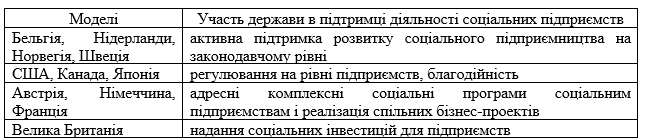 Моделі Участь держави в підтримці діяльності соціальних підприємств
Бельгія, Нідерланди, активна підтримка розвитку соціального підприємництва на
Норвегія, Швеція законодавчому рівні
США, Канада, Японія регулювання на рівні підприємств, благодійність
Австрія, Німеччина, адресні комплексні соціальні програми соціальним
Франція підприємствам і реалізація спільних бізнес-проектів
Велика Британія надання соціальних інвестицій для підприємств